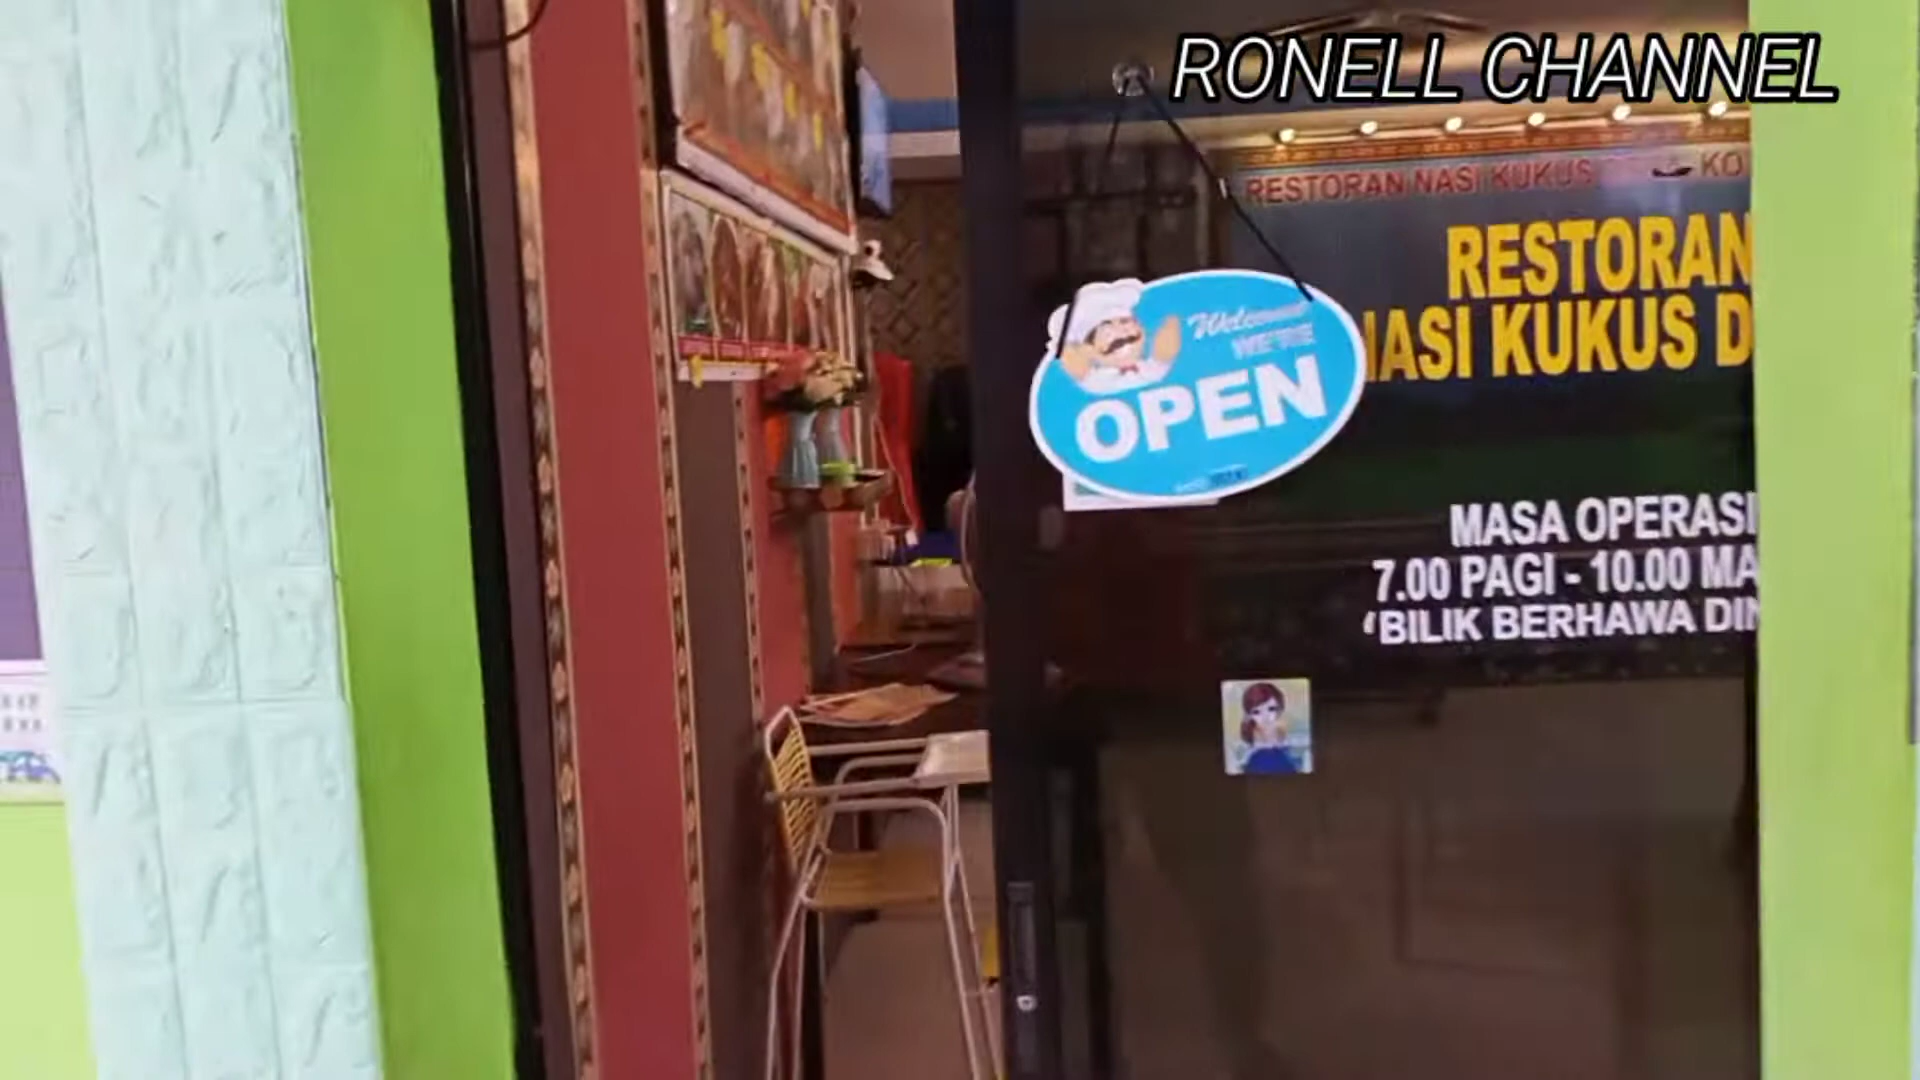 RONELL CHANNEL
RESTORAN NASI KUKUS
KO
RESTORAN
NASI KUKUS D
Welcome
WE'RE
OPEN
MASA OPERASI
7.00 PAGI - 10.00 MA
BILIK BERHAWA DIN